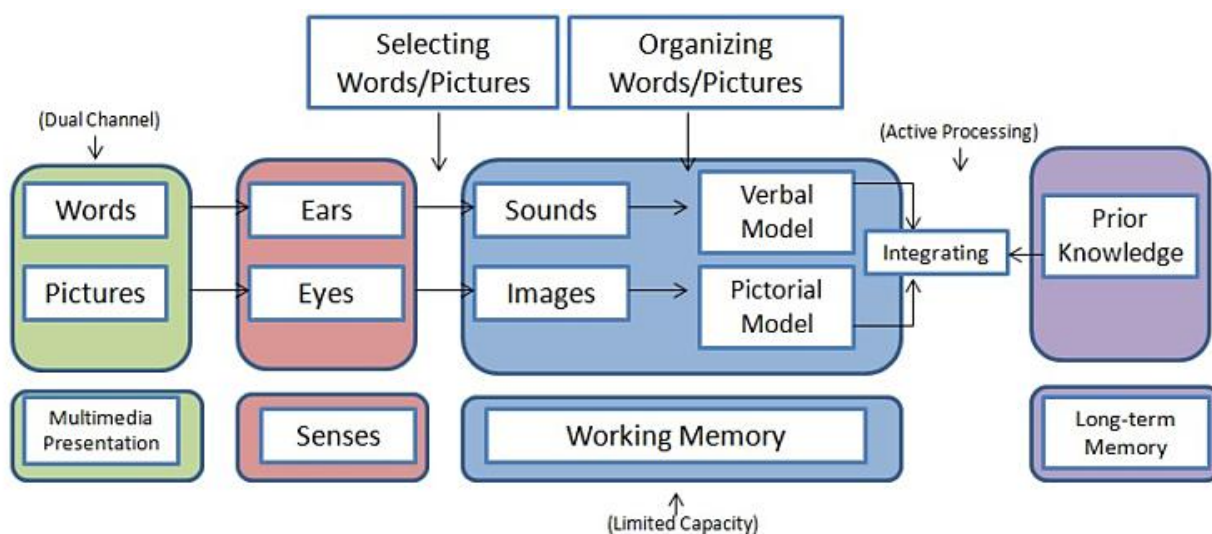 Selecting
Words/Pictures
Organizing
Words/Pictures
(Dual Channel)
(Active Processing)
Words
Ears
Sounds
Verbal
Model
Prior
Knowledge
Integrating
Pictures
Eyes
Images
Pictorial
Model
Multimedia
Presentation
Senses
Working Memory
Long-term
Memory
(Limited Capacity)